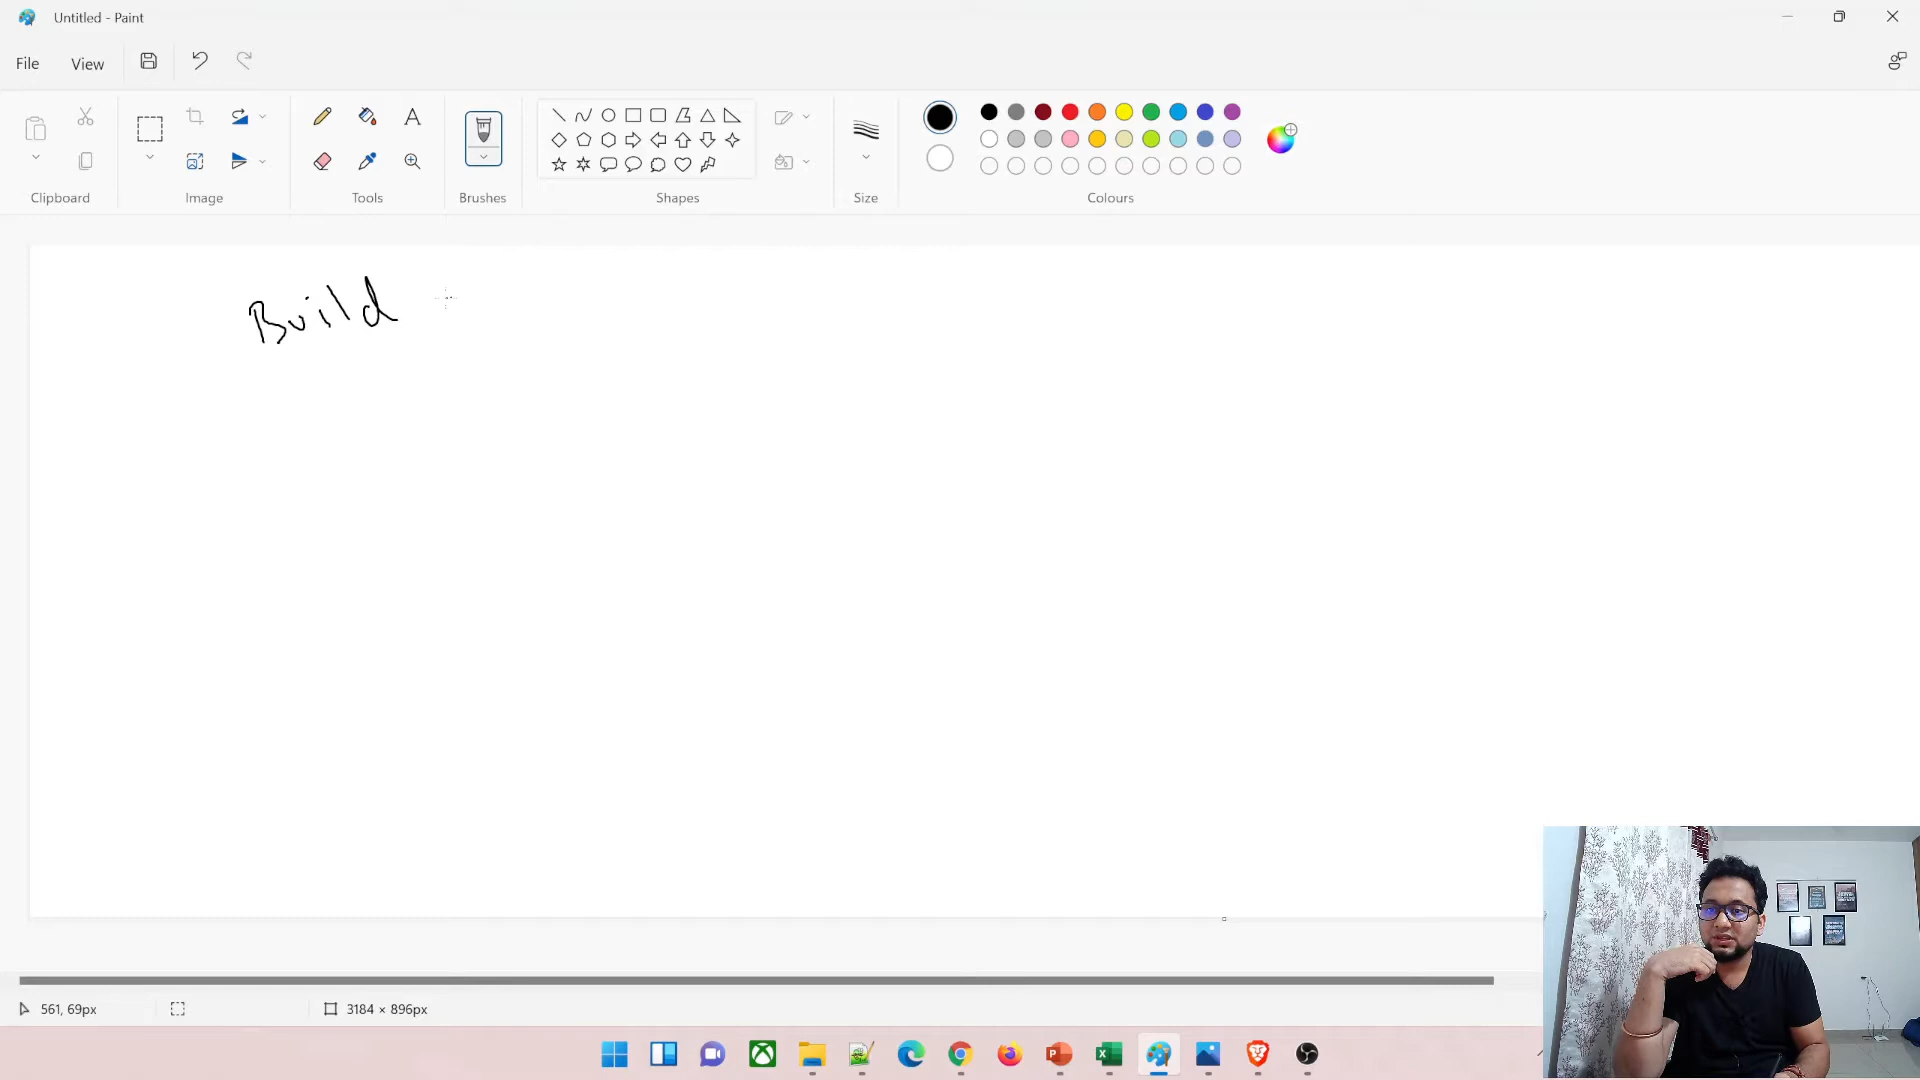 Untitled - Paint
File View
Clipboard Image Tools Brushes Shapes Size Colours
Build
561, 69px 3184 × 896px